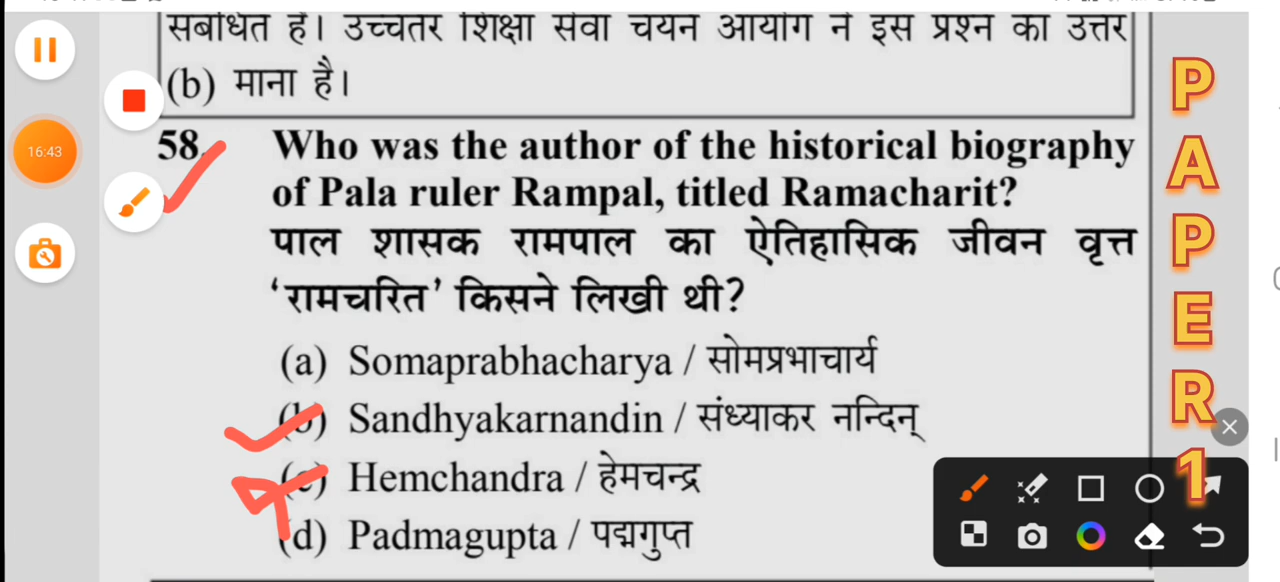 संबंधित हैं। उच्चतर शिक्षा सेवा चयन आयोग ने इस प्रश्न का उत्तर
(b) माना है।
58. Who was the author of the historical biography
of Pala ruler Rampal, titled Ramacharit?
पाल शासक रामपाल का ऐतिहासिक जीवन वृत्त
‘रामचरित’ किसने लिखी थी?
(a) Somaprabhacharya / सोमप्रभाचार्य
(b) Sandhyakarnandin / संध्याकर नन्दिन्
(c) Hemchandra / हेमचन्द्र
(d) Padmagupta / पद्मगुप्त
16:43
PAPER 1